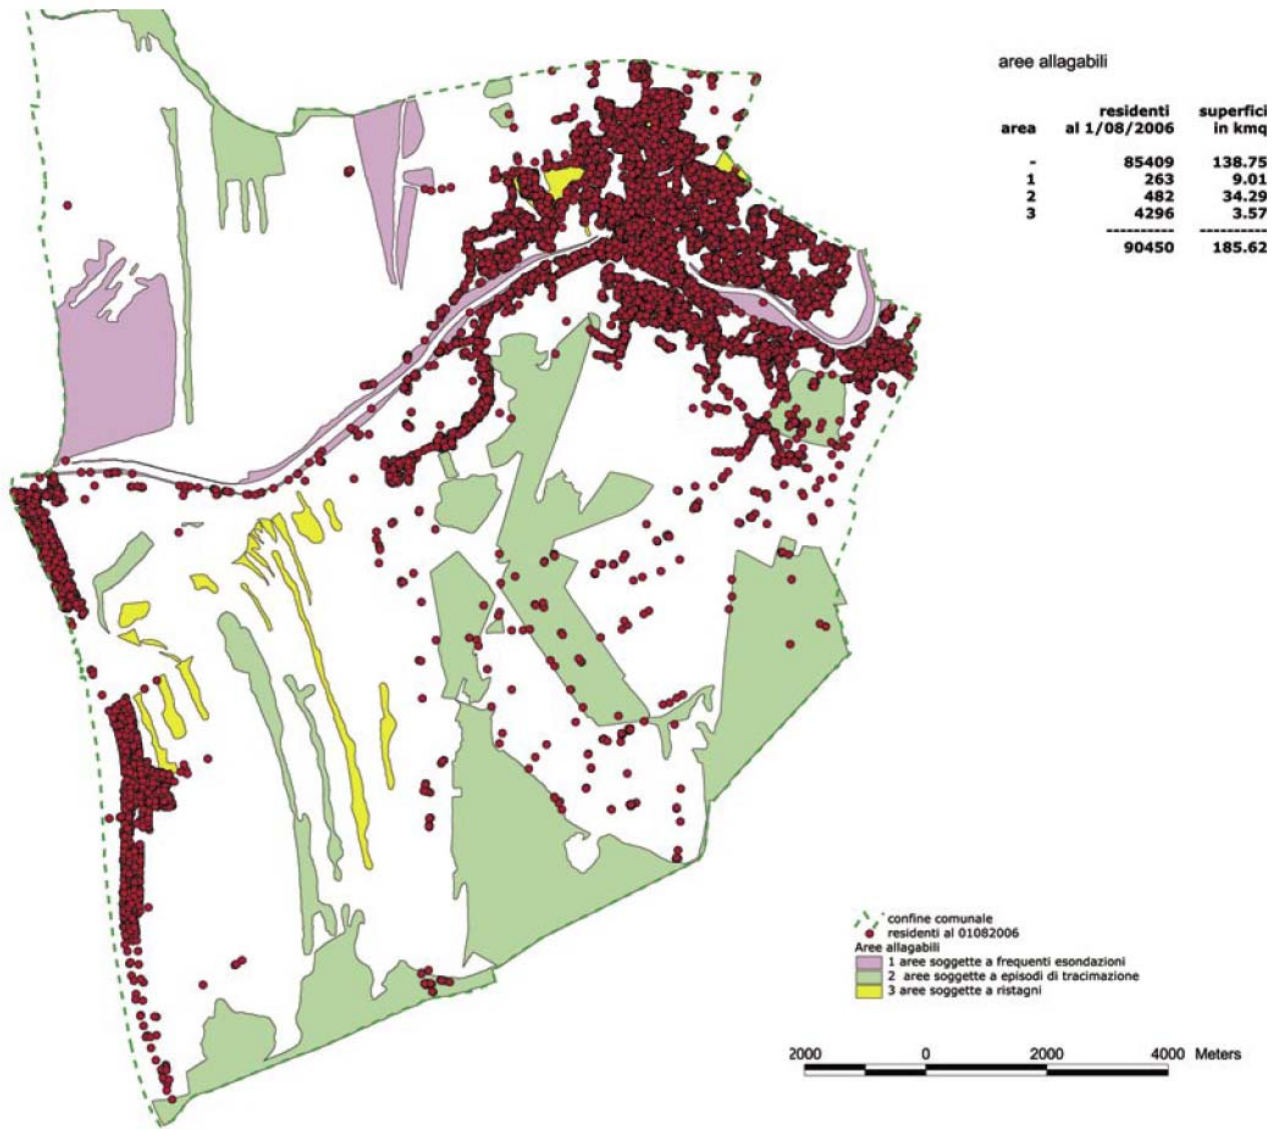 aree allagabili
residenti superfici
area al 1/08/2006 in kmq
- 85409 138.75
1 263 9.01
2 482 34.29
3 4296 3.57
---------- ----------
90450 185.62
confine comunale
residenti al 01082006
Aree allagabili
1 aree soggette a frequenti esondazioni
2 aree soggette a episodi di tracimazione
3 aree soggette a ristagni
2000 0 2000 4000 Meters